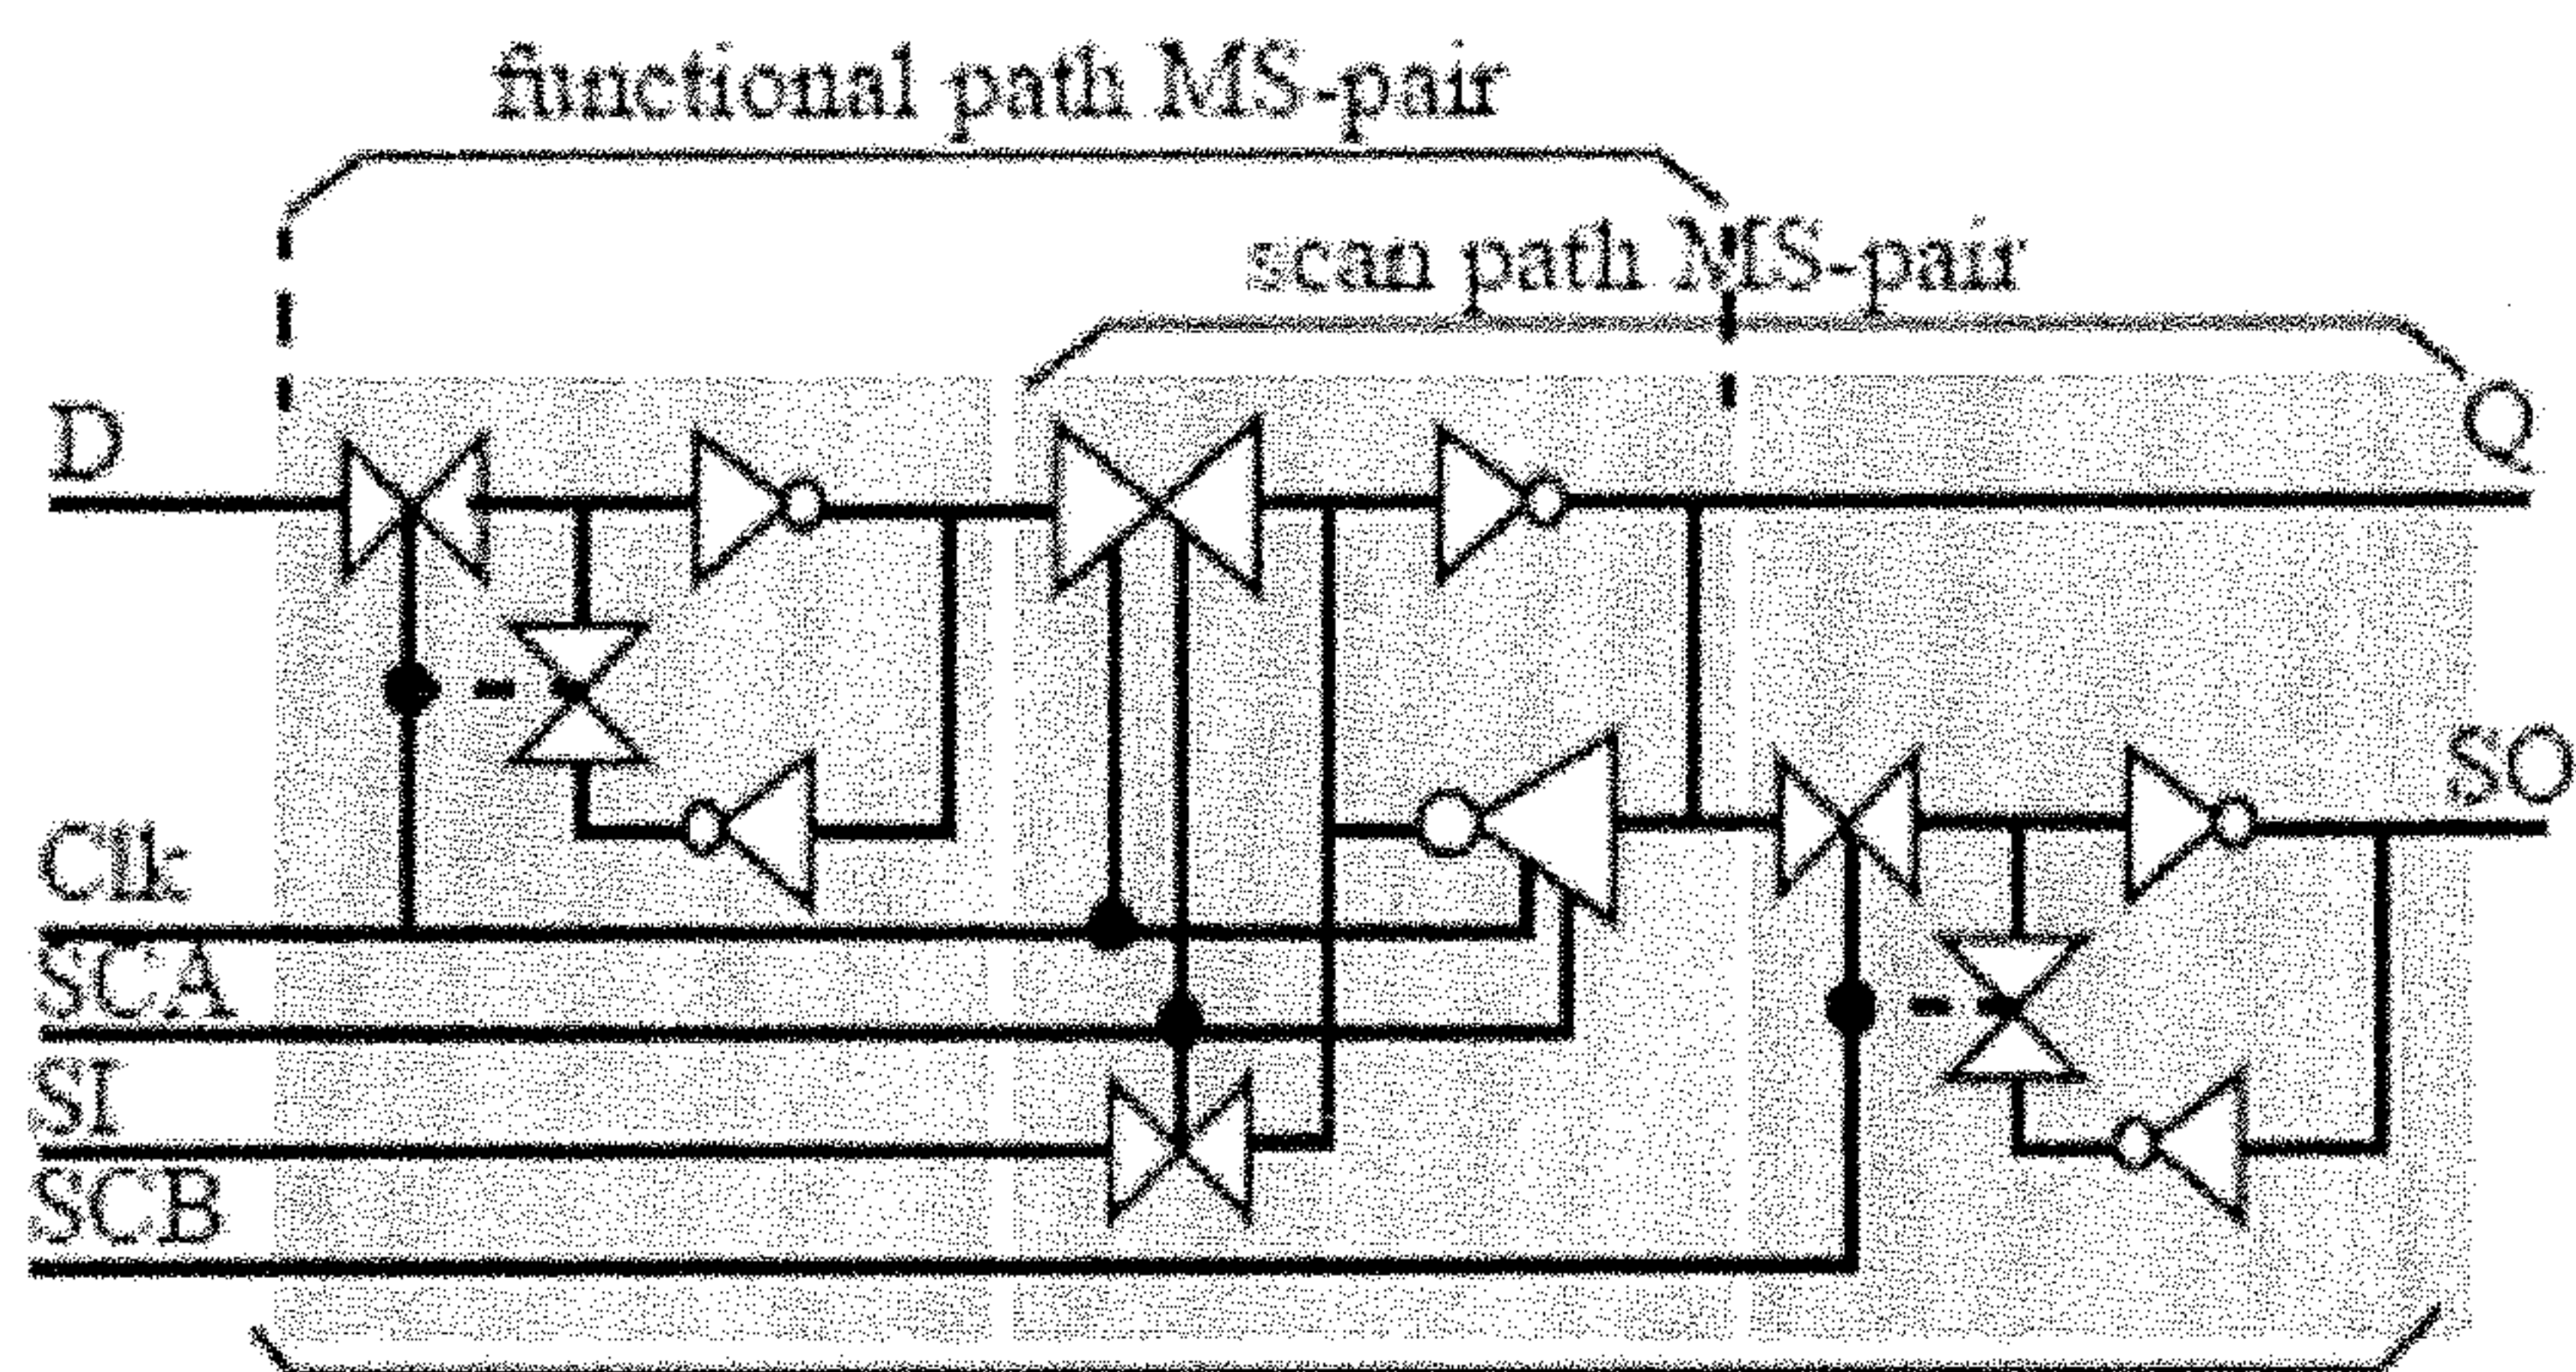 functional path MS-pair
scan path MS-pair
D
Q
SO
Clk
SCA
SI
SCB